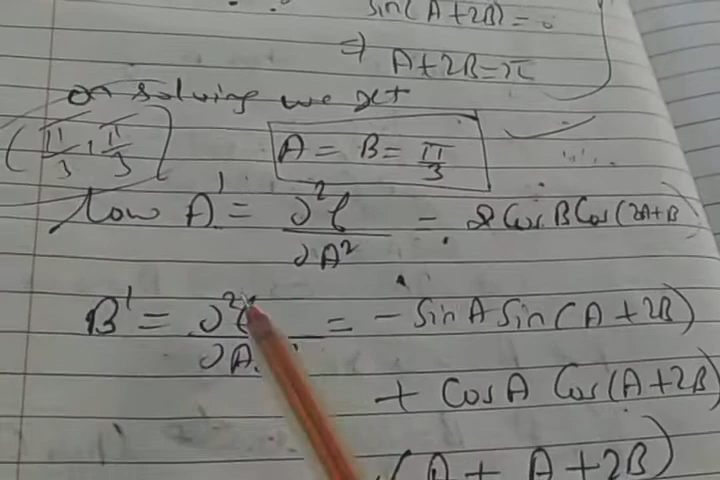 sin(A+2B)=0
⇒ A+2B=π
on solving we get
(π/3, π/3) A = B = π/3
Now A' = ∂²f/∂A² = 2 Cos B Cos(2A+B
B' = ∂²f/∂A = - Sin A Sin(A+2B)
+ Cos A Cos(A+2B)
(A + A + 2B)